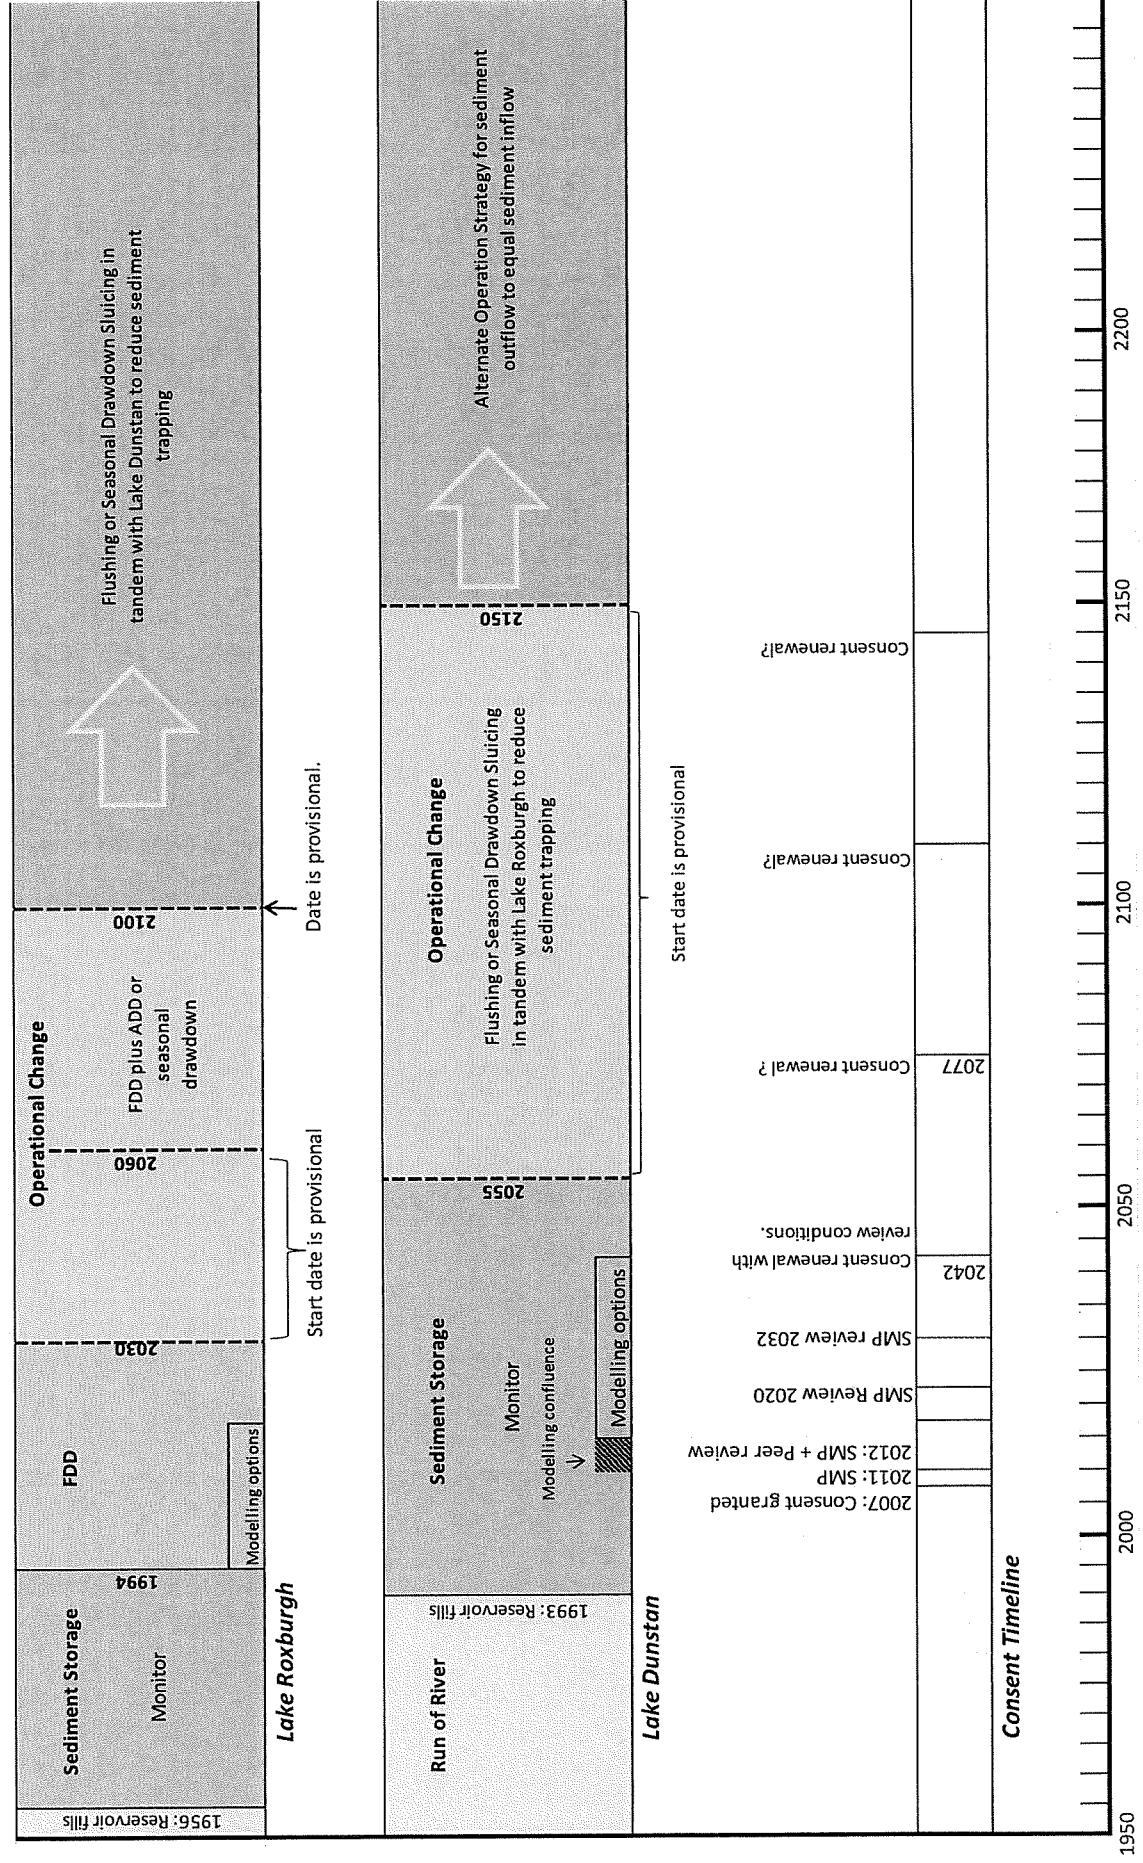 1956: Reservoir fills
Sediment Storage
Monitor
1994
FDD
Modelling options
2030
Operational Change
2060
FDD plus ADD or
seasonal
drawdown
2100
Flushing or Seasonal Drawdown Sluicing in
tandem with Lake Dunstan to reduce sediment
trapping
Lake Roxburgh
Start date is provisional
Date is provisional.
Run of River
1993: Reservoir fills
Sediment Storage
Monitor
Modelling confluence
Modelling options
2055
Operational Change
Flushing or Seasonal Drawdown Sluicing
in tandem with Lake Roxburgh to reduce
sediment trapping
2150
Alternate Operation Strategy for sediment
outflow to equal sediment inflow
Lake Dunstan
Start date is provisional
2007: Consent granted
2011: SMP
2012: SMP + Peer review
SMP Review 2020
SMP review 2032
Consent renewal with
review conditions.
2042
Consent renewal ?
2077
Consent renewal?
Consent renewal?
Consent Timeline
1950
2000
2050
2100
2150
2200